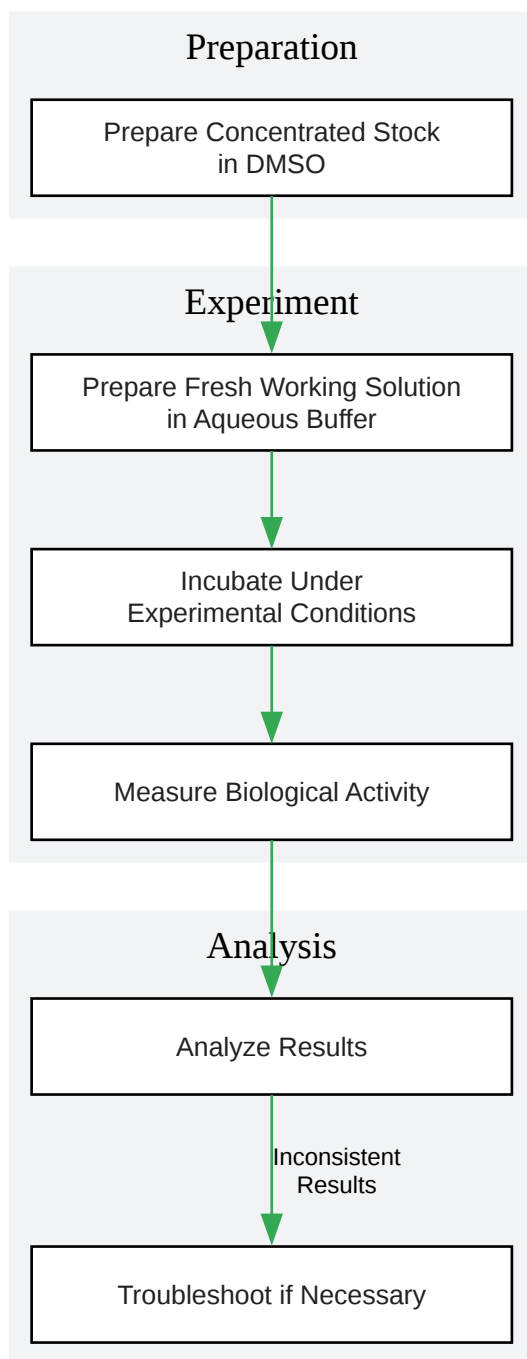 Preparation
Prepare Concentrated Stock
in DMSO
Experiment
Prepare Fresh Working Solution
in Aqueous Buffer
Incubate Under
Experimental Conditions
Measure Biological Activity
Analysis
Analyze Results
Inconsistent
Results
Troubleshoot if Necessary